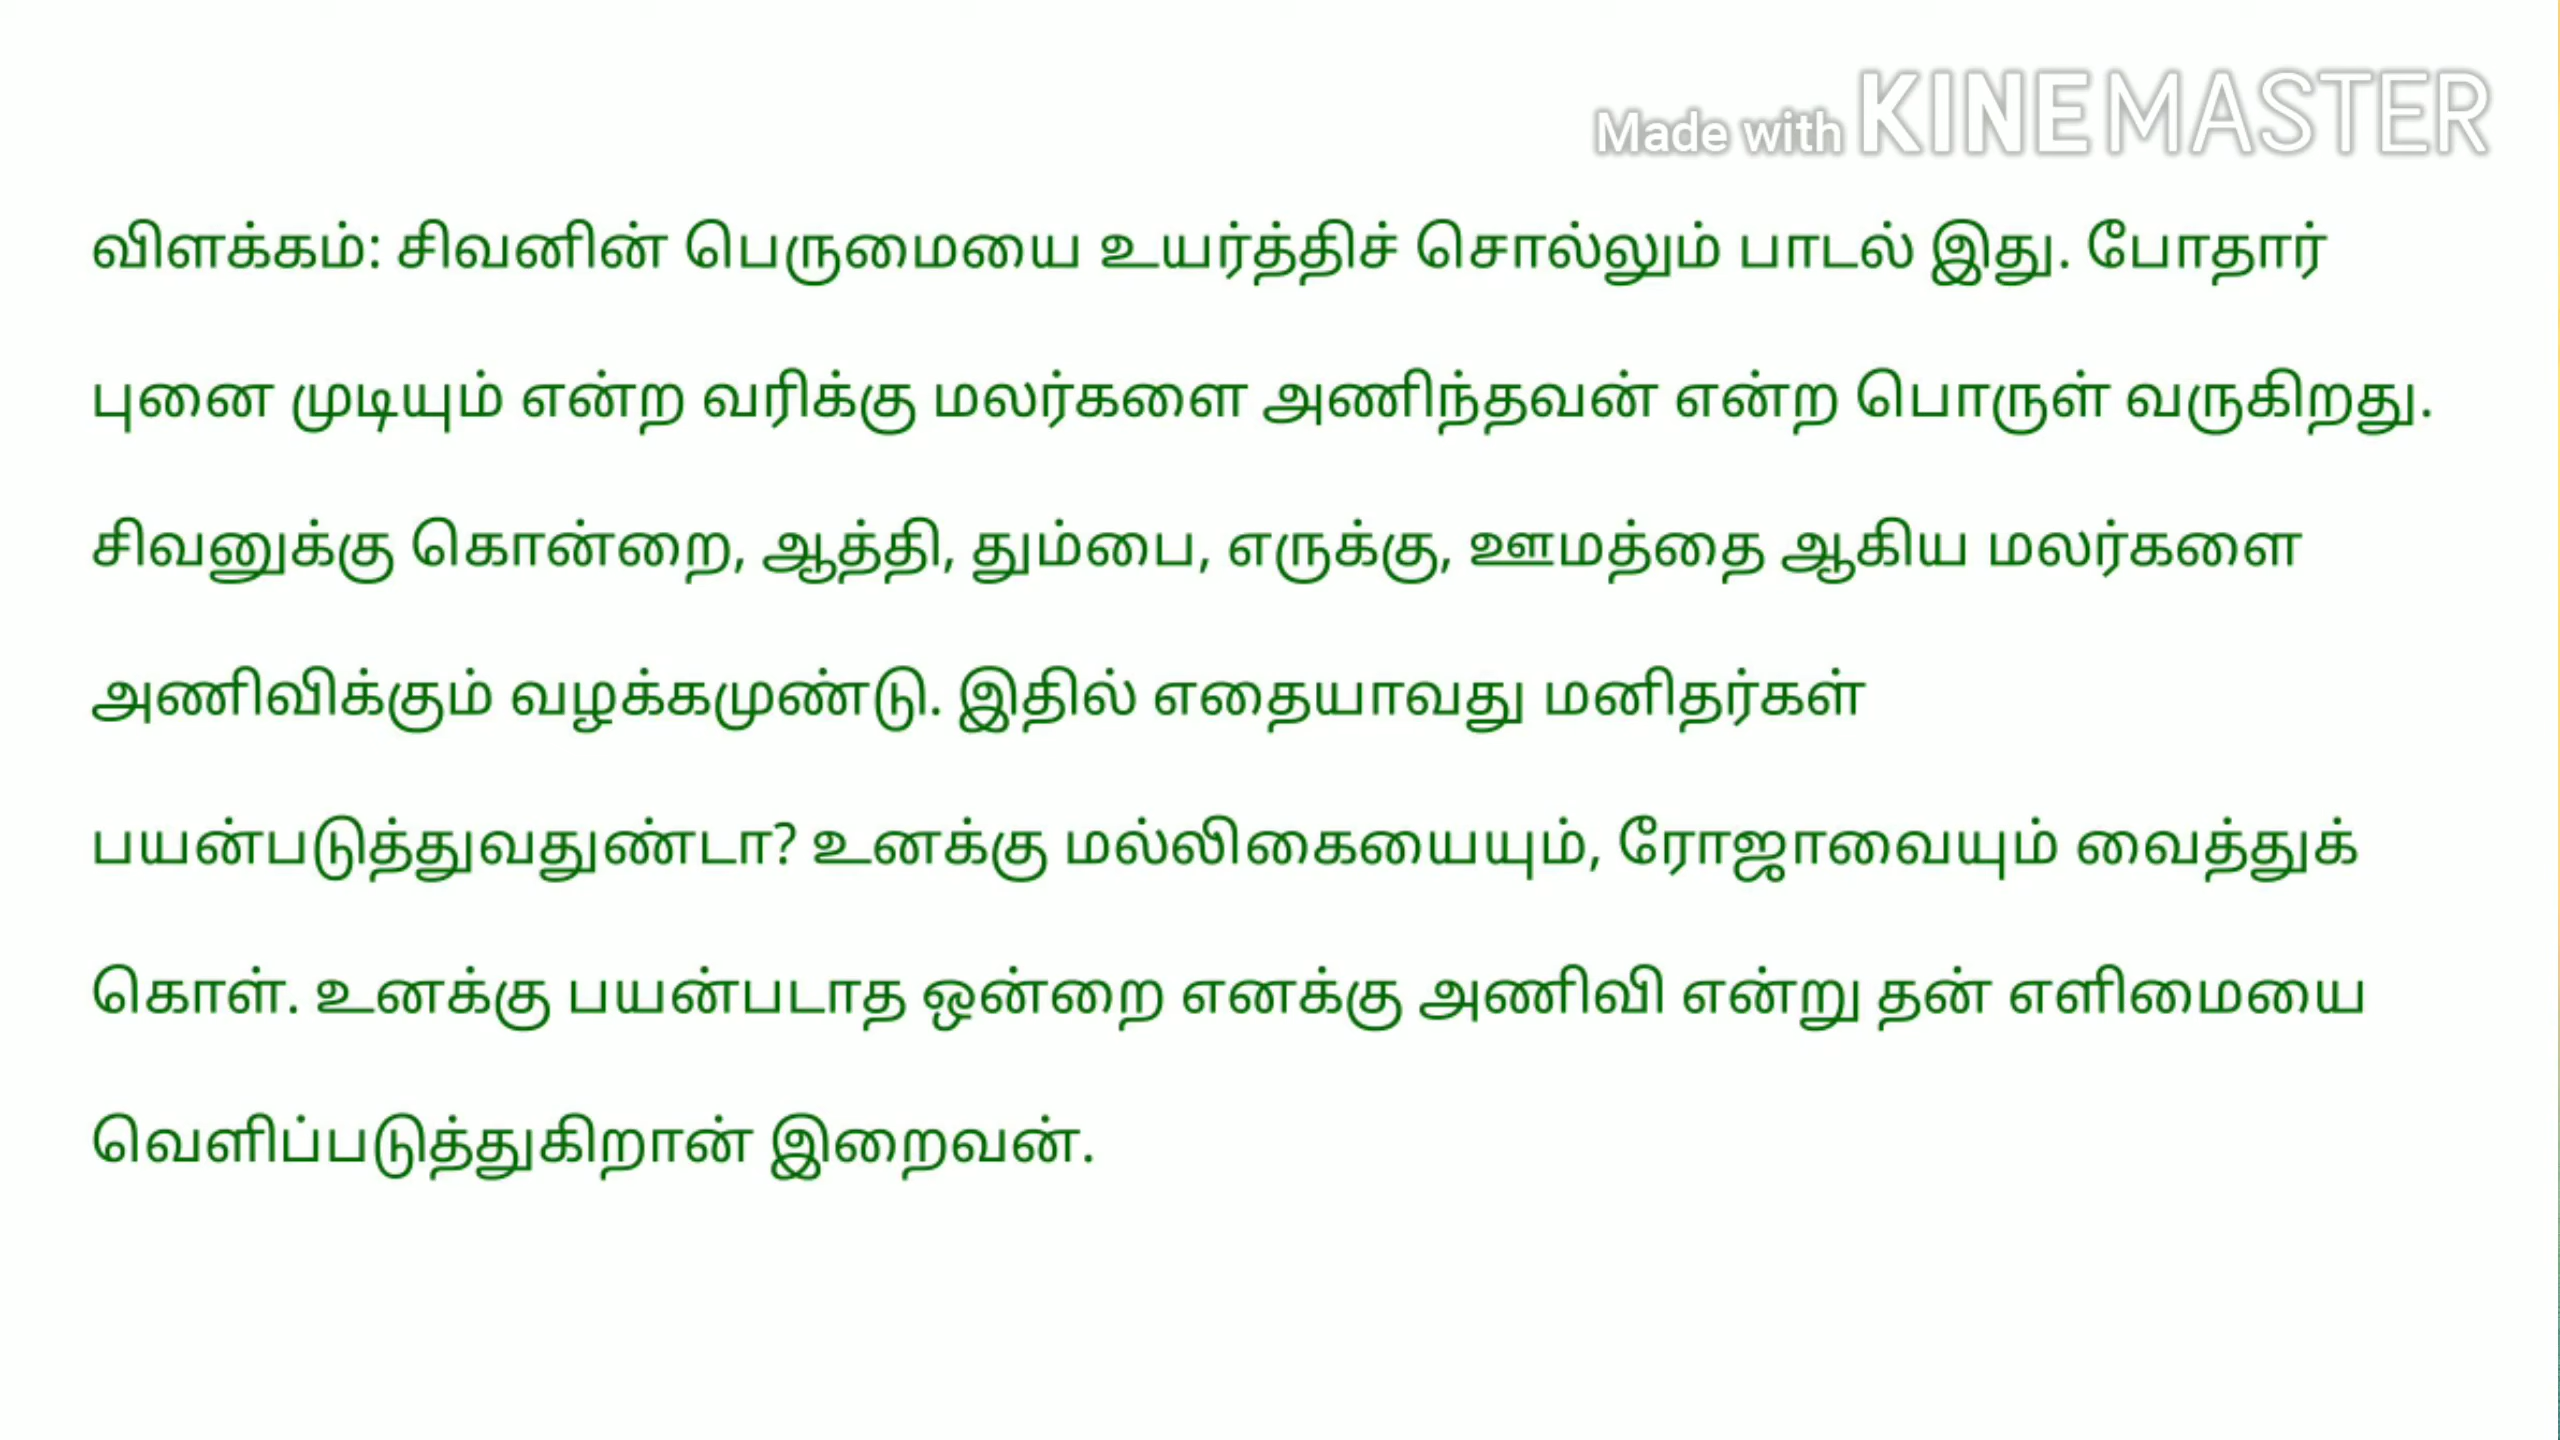 Made with KINEMASTER
விளக்கம்: சிவனின் பெருமையை உயர்த்திச் சொல்லும் பாடல் இது. போதார்
புனை முடியும் என்ற வரிக்கு மலர்களை அணிந்தவன் என்ற பொருள் வருகிறது.
சிவனுக்கு கொன்றை, ஆத்தி, தும்பை, எருக்கு, ஊமத்தை ஆகிய மலர்களை
அணிவிக்கும் வழக்கமுண்டு. இதில் எதையாவது மனிதர்கள்
பயன்படுத்துவதுண்டா? உனக்கு மல்லிகையையும், ரோஜாவையும் வைத்துக்
கொள். உனக்கு பயன்படாத ஒன்றை எனக்கு அணிவி என்று தன் எளிமையை
வெளிப்படுத்துகிறான் இறைவன்.